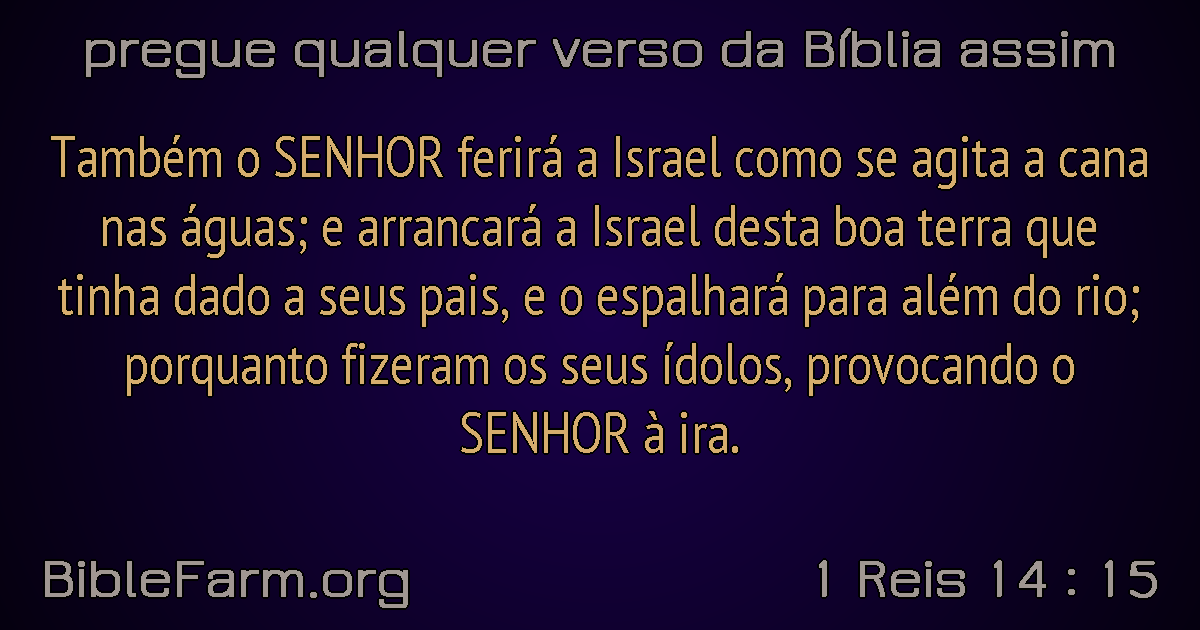 pregue qualquer verso da Bíblia assim
Também o SENHOR ferirá a Israel como se agita a cana
nas águas; e arrancará a Israel desta boa terra que
tinha dado a seus pais, e o espalhará para além do rio;
porquanto fizeram os seus ídolos, provocando o
SENHOR à ira.
BibleFarm.org
1 Reis 14 : 15